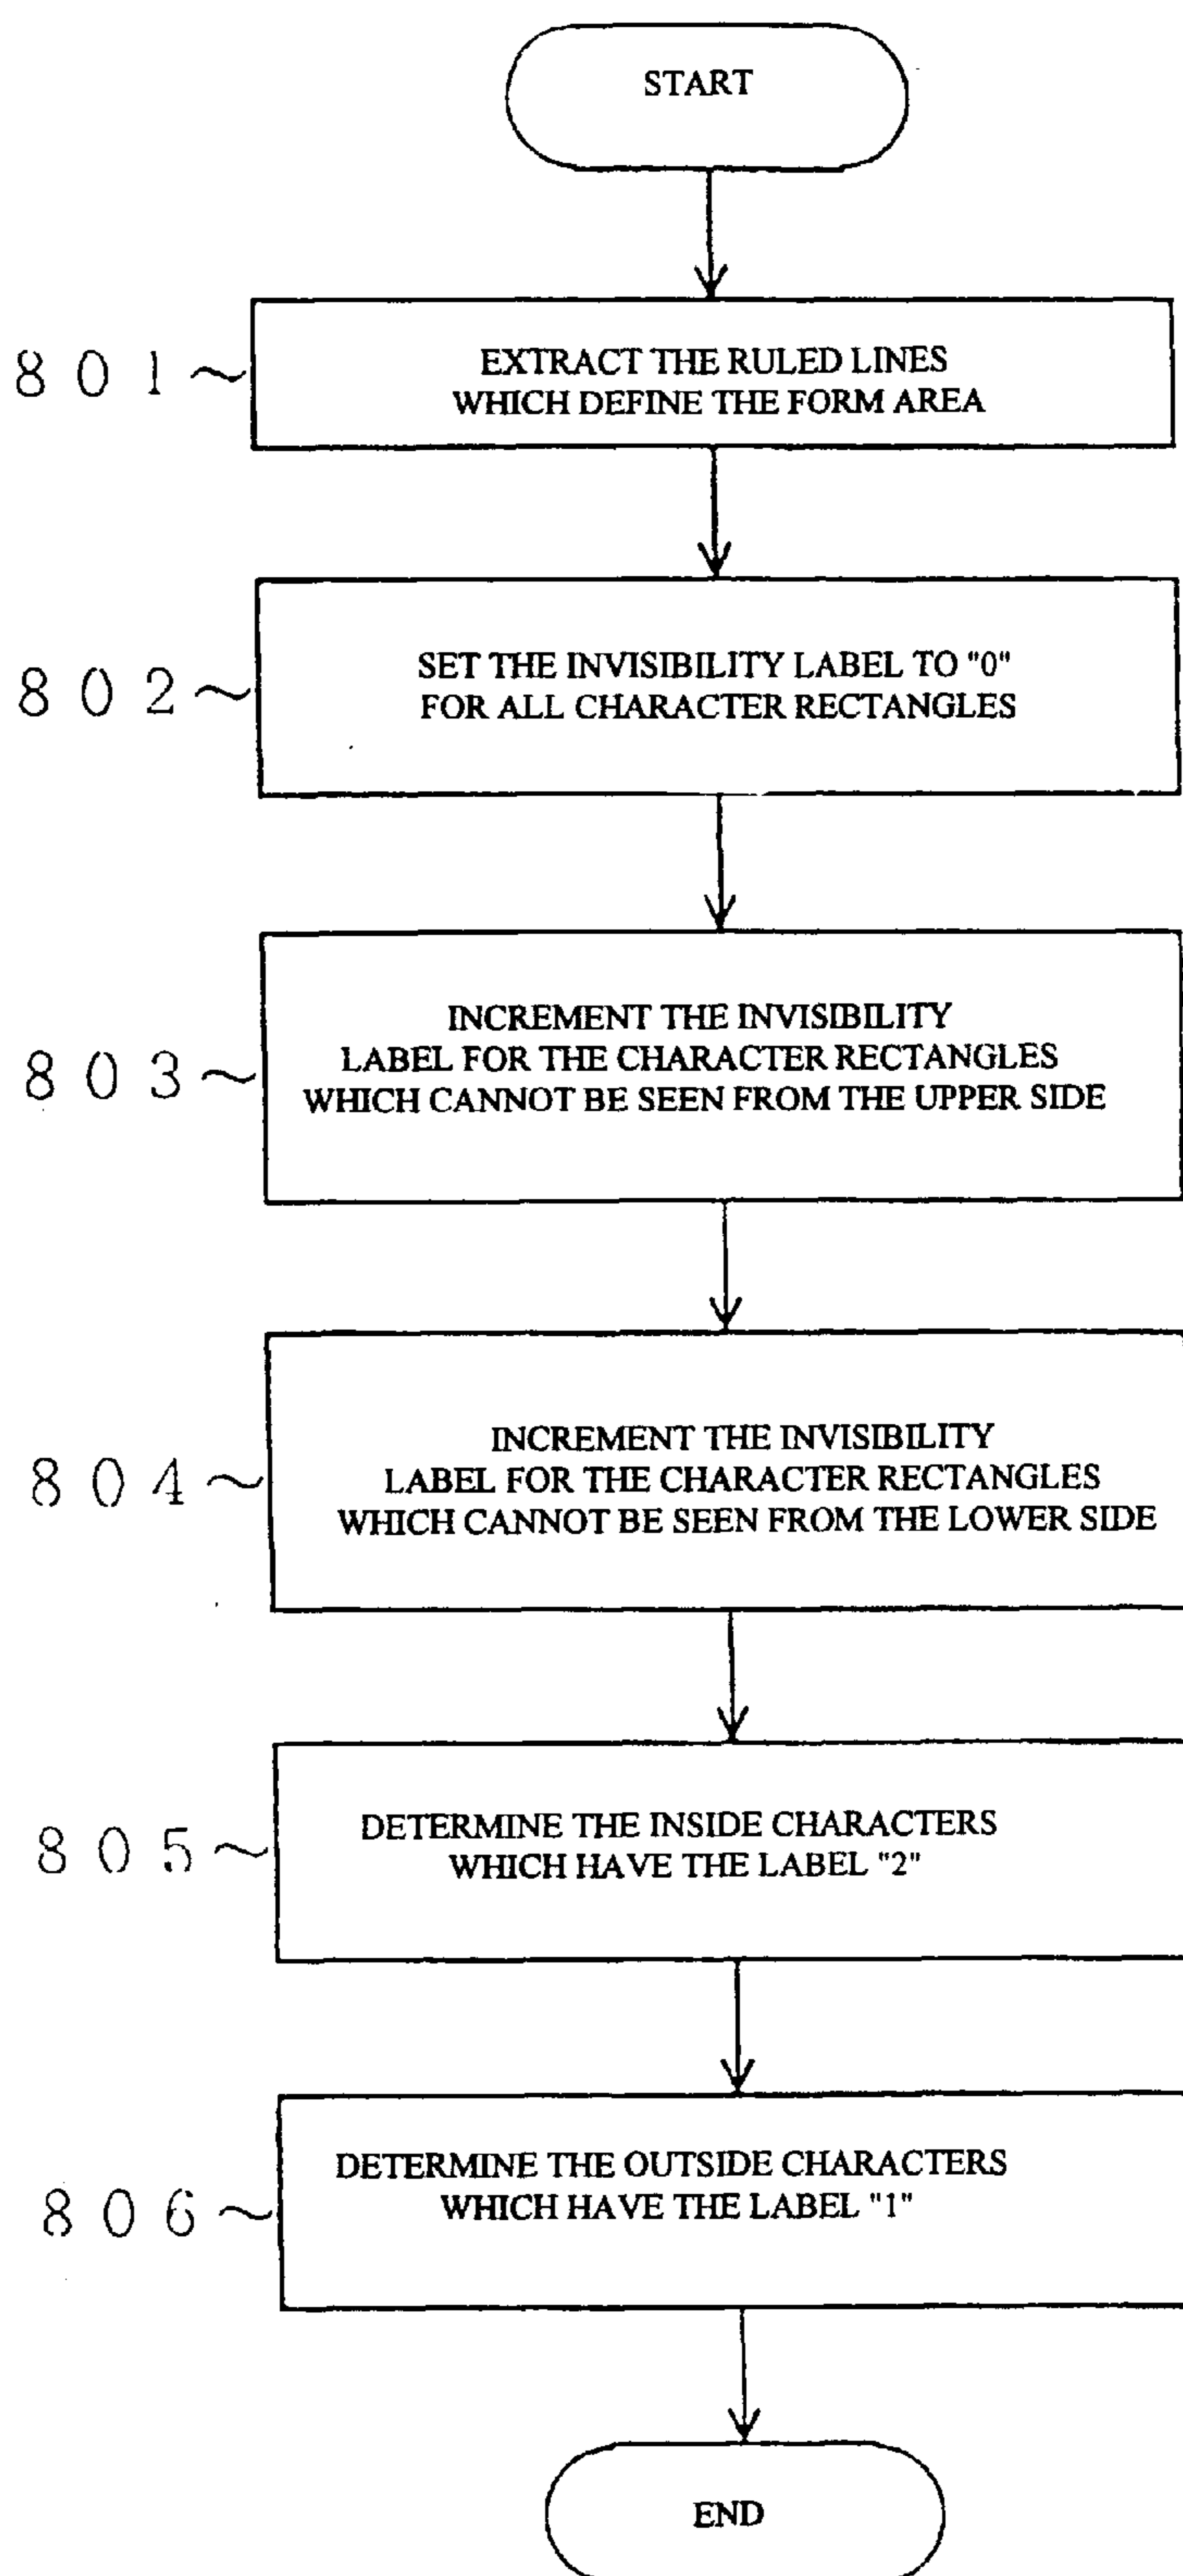 START
801
EXTRACT THE RULED LINES
WHICH DEFINE THE FORM AREA
802
SET THE INVISIBILITY LABEL TO "0"
FOR ALL CHARACTER RECTANGLES
803
INCREMENT THE INVISIBILITY
LABEL FOR THE CHARACTER RECTANGLES
WHICH CANNOT BE SEEN FROM THE UPPER SIDE
804
INCREMENT THE INVISIBILITY
LABEL FOR THE CHARACTER RECTANGLES
WHICH CANNOT BE SEEN FROM THE LOWER SIDE
805
DETERMINE THE INSIDE CHARACTERS
WHICH HAVE THE LABEL "2"
806
DETERMINE THE OUTSIDE CHARACTERS
WHICH HAVE THE LABEL "1"
END